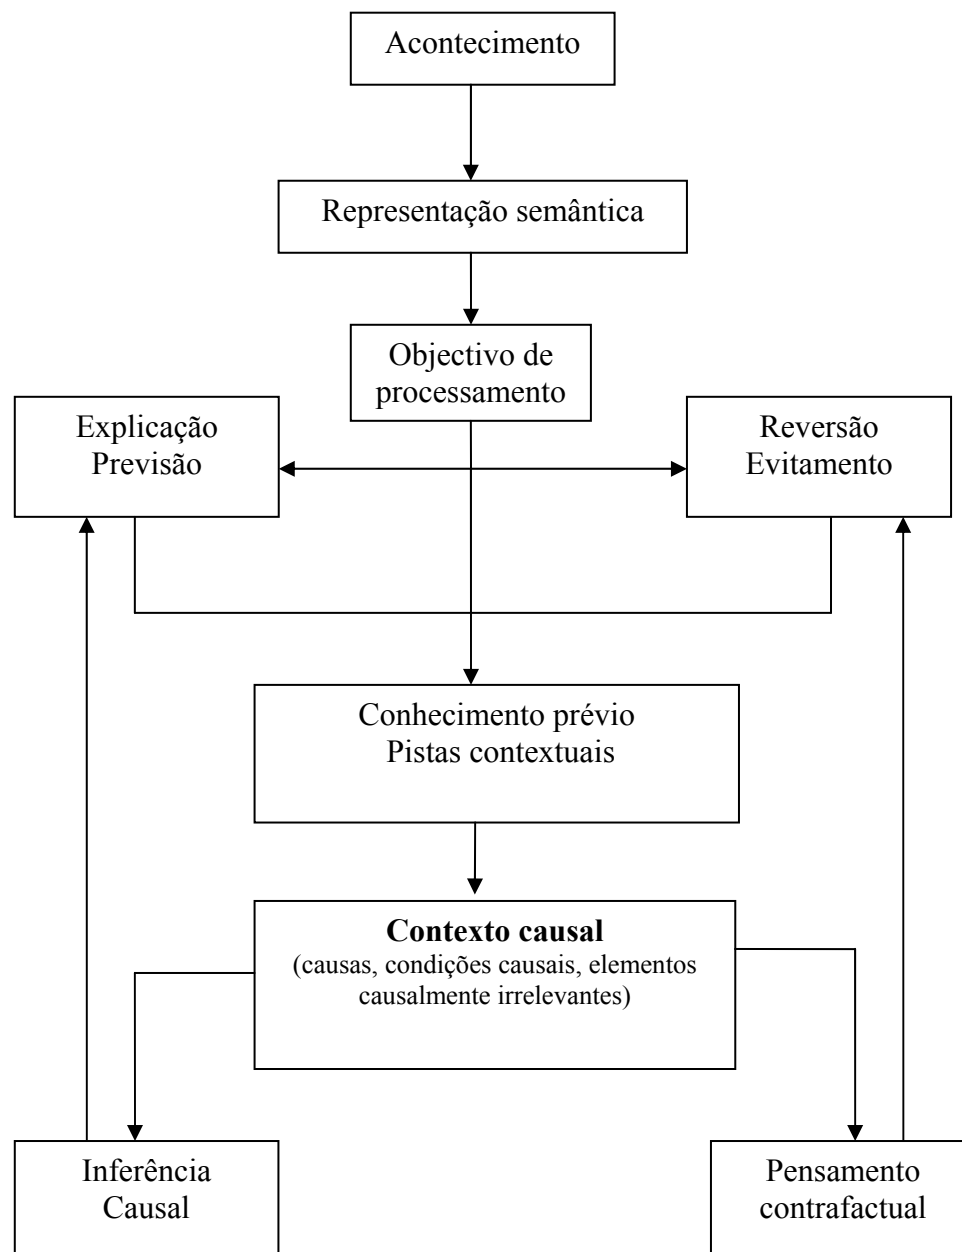 Acontecimento
Representação semântica
Objectivo de
processamento
Explicação
Previsão
Reversão
Evitamento
Conhecimento prévio
Pistas contextuais
Contexto causal
(causas, condições causais, elementos
causalmente irrelevantes)
Inferência
Causal
Pensamento
contrafactual